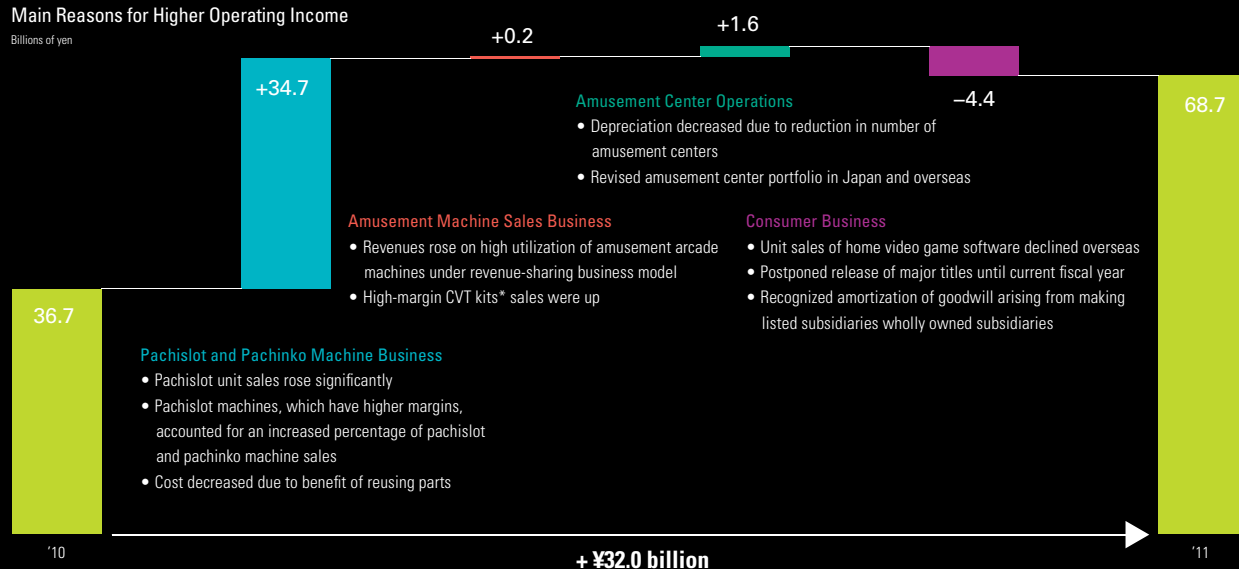 Main Reasons for Higher Operating Income
Billions of yen
36.7
+34.7
+0.2
+1.6
–4.4
68.7
Amusement Center Operations
• Depreciation decreased due to reduction in number of
amusement centers
• Revised amusement center portfolio in Japan and overseas
Amusement Machine Sales Business
• Revenues rose on high utilization of amusement arcade
machines under revenue-sharing business model
• High-margin CVT kits* sales were up
Consumer Business
• Unit sales of home video game software declined overseas
• Postponed release of major titles until current fiscal year
• Recognized amortization of goodwill arising from making
listed subsidiaries wholly owned subsidiaries
Pachislot and Pachinko Machine Business
• Pachislot unit sales rose significantly
• Pachislot machines, which have higher margins,
accounted for an increased percentage of pachislot
and pachinko machine sales
• Cost decreased due to benefit of reusing parts
’10
+ ¥32.0 billion
’11